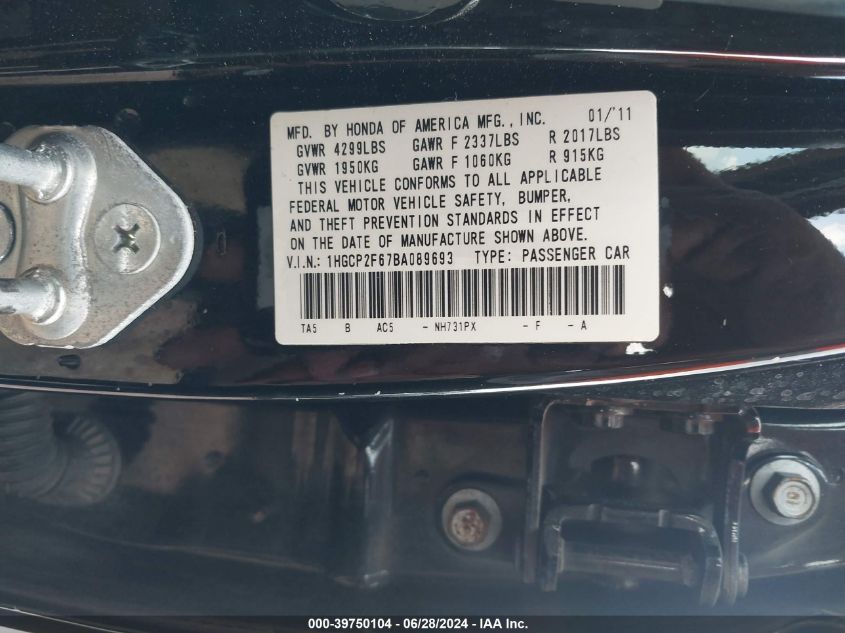 MFD. BY HONDA OF AMERICA MFG., INC. 01/'11
GVWR 4299LBS GAWR F 2337LBS R 2017LBS
GVWR 1950KG GAWR F 1060KG R 915KG
THIS VEHICLE CONFORMS TO ALL APPLICABLE
FEDERAL MOTOR VEHICLE SAFETY, BUMPER,
AND THEFT PREVENTION STANDARDS IN EFFECT
ON THE DATE OF MANUFACTURE SHOWN ABOVE.
V.I.N.: 1HGCP2F67BA089693 TYPE: PASSENGER CAR
TA5 B AC5 - NH731PX - F - A
000-39750104 - 06/28/2024 - IAA Inc.